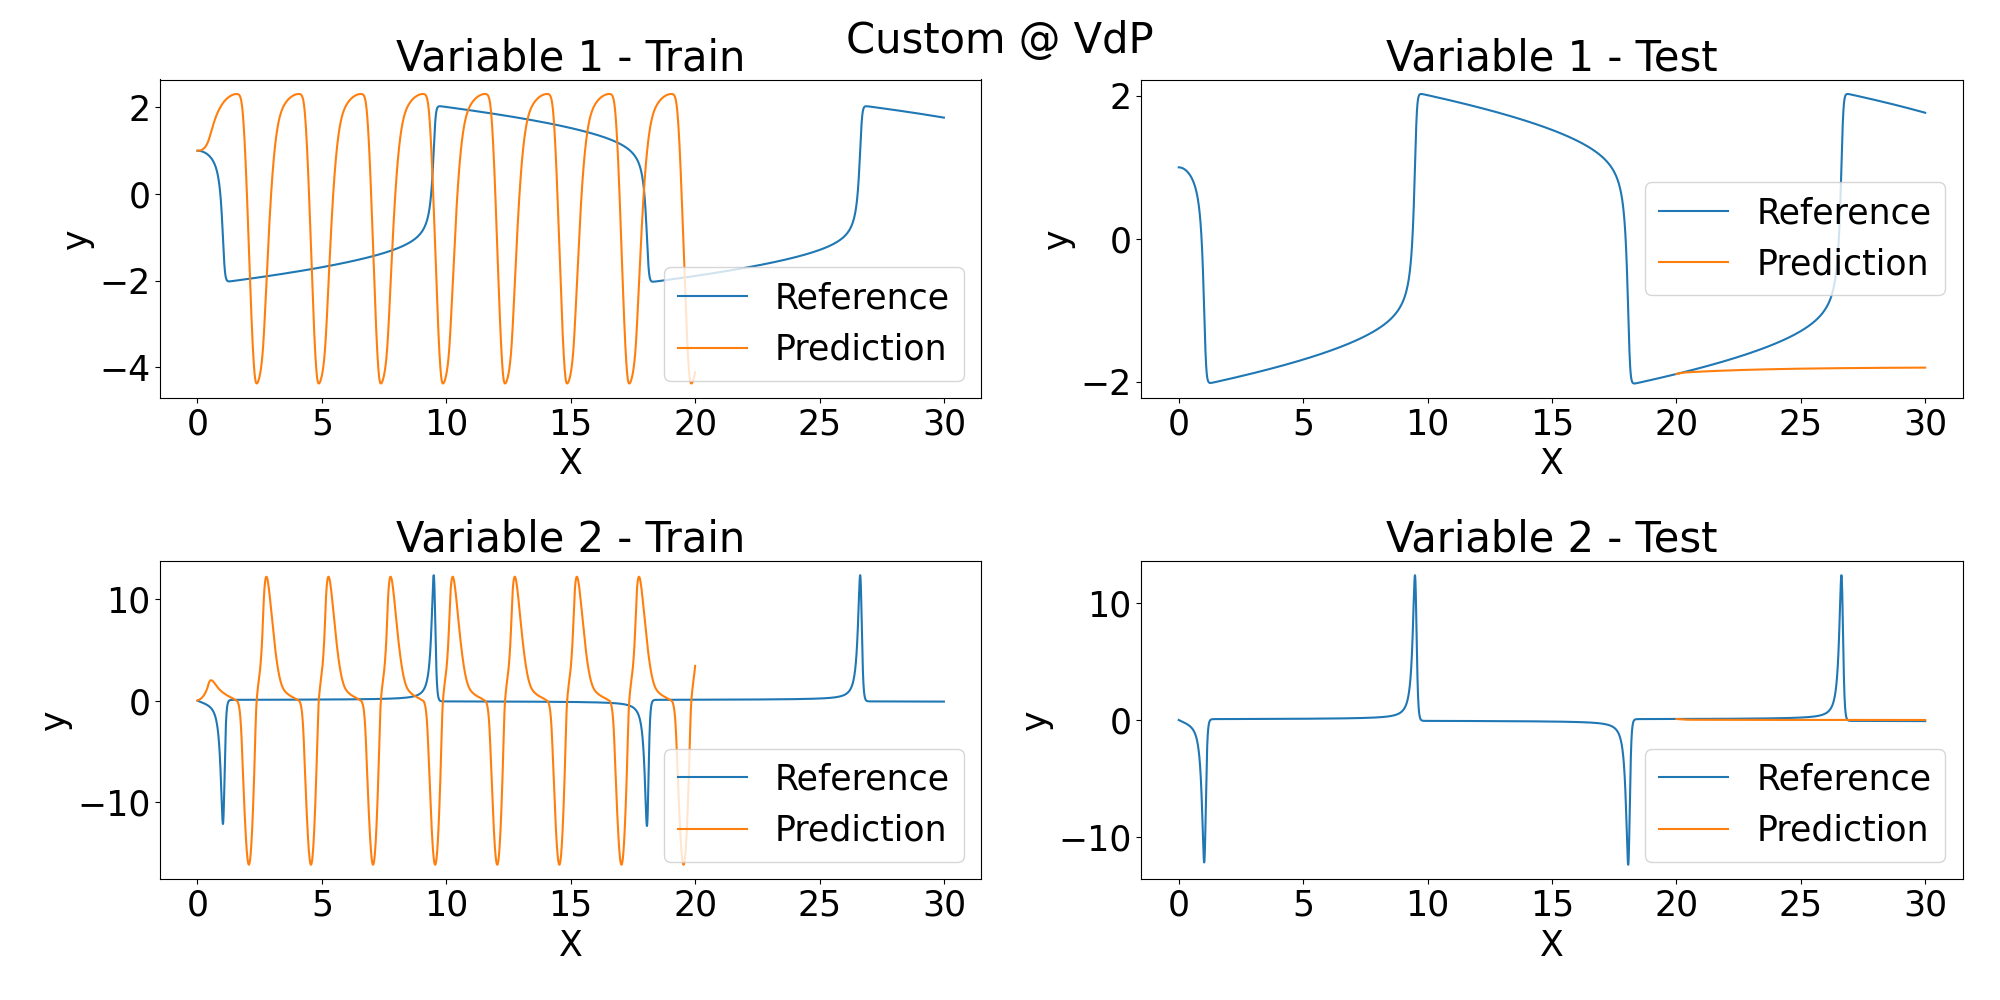 Custom @ VdP
Variable 1 - Train
2
0
−2
−4
y
0 5 10 15 20 25 30
X
Reference
Prediction
Variable 1 - Test
2
0
−2
y
0 5 10 15 20 25 30
X
Reference
Prediction
Variable 2 - Train
10
0
−10
y
0 5 10 15 20 25 30
X
Reference
Prediction
Variable 2 - Test
10
0
−10
y
0 5 10 15 20 25 30
X
Reference
Prediction